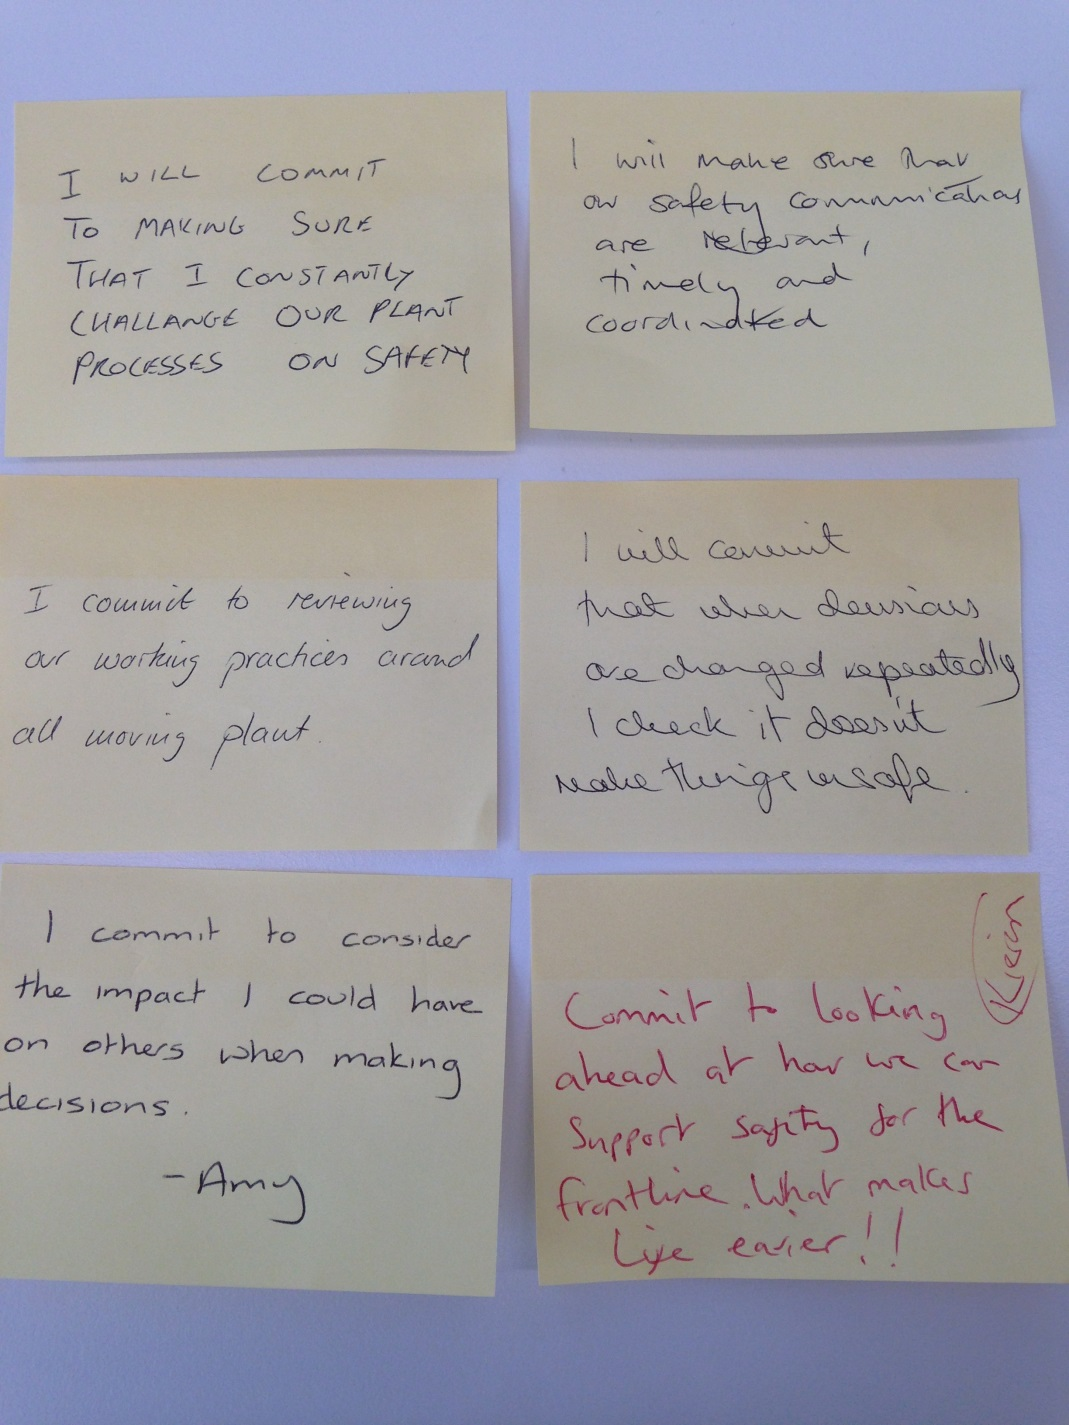 I WILL COMMIT
TO MAKING SURE
THAT I CONSTANTLY
CHALLANGE OUR PLANT
PROCESSES ON SAFETY
I will make sure that
our safety communications
are relevant,
timely and
coordinated
I commit to reviewing
our working practices around
all moving plant.
I will commit
that when decisions
are changed repeatedly
I check it doesn't
make things unsafe.
I commit to consider
the impact I could have
on others when making
decisions.
- Amy
Commit to looking
ahead at how we can
Support safety for the
frontline. What makes
Life easier!!